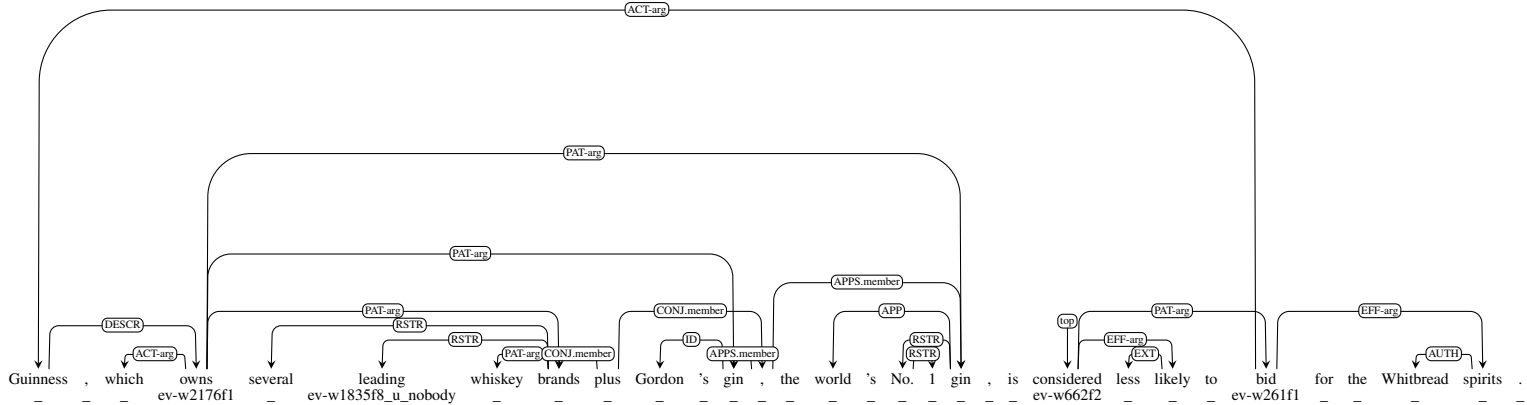 ACT-arg
PAT-arg
PAT-arg
APPS.member
PAT-arg CONJ.member APP top PAT-arg EFF-arg
DESCR RSTR
RSTR ID RSTR EFF-arg
ACT-arg PAT-arg CONJ.member APPS.member RSTR EXT AUTH
Guinness , which owns several leading whiskey brands plus Gordon 's gin , the world 's No. 1 gin , is considered less likely to bid for the Whitbread spirits .
_ _ _ ev-w2176f1 _ ev-w1835f8_u_nobody _ _ _ _ _ _ _ _ _ _ _ _ _ _ _ ev-w662f2 _ _ _ ev-w261f1 _ _ _ _ _